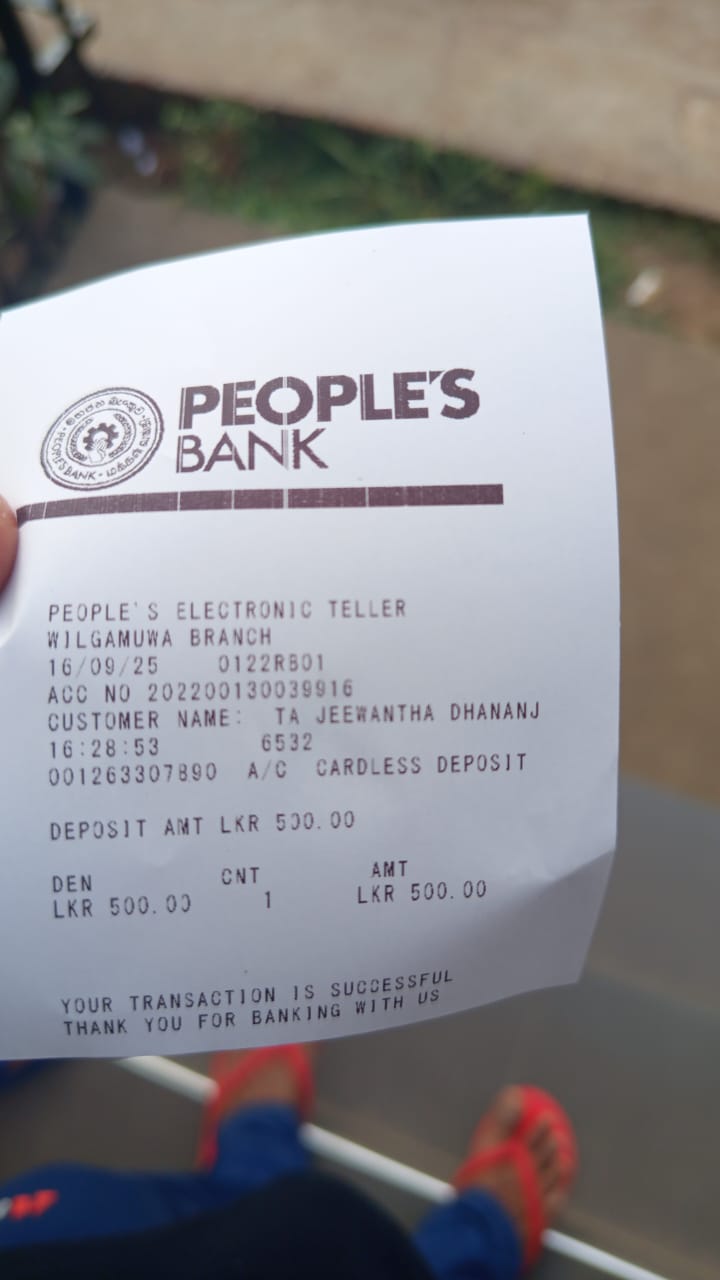 PEOPLE'S
BANK
PEOPLE'S BANK
PEOPLE'S ELECTRONIC TELLER
WILGAMUWA BRANCH
16/09/25 0122RB01
ACC NO 202200130039916
CUSTOMER NAME: TA JEEWANTHA DHANANJ
16:28:53 6532
001263307890 A/C CARDLESS DEPOSIT
DEPOSIT AMT LKR 500.00
DEN CNT AMT
LKR 500.00 1 LKR 500.00
YOUR TRANSACTION IS SUCCESSFUL
THANK YOU FOR BANKING WITH US